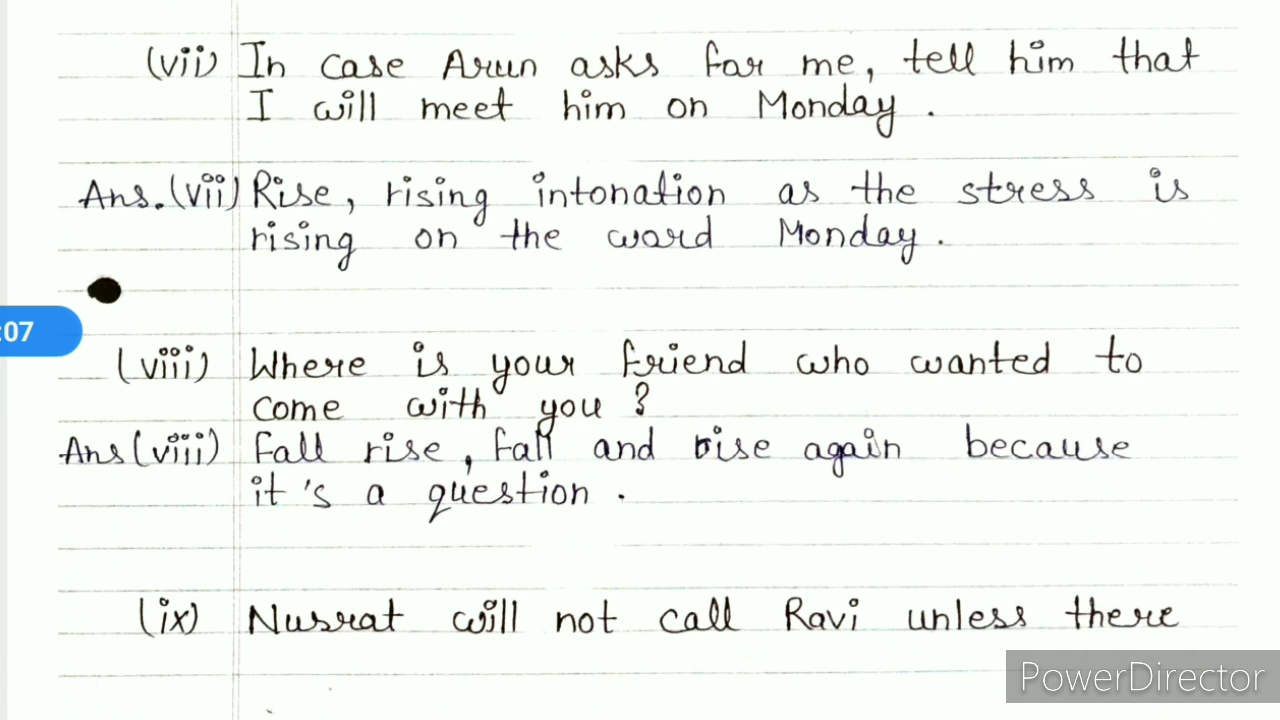 (vii) In case Arun asks for me, tell him that
I will meet him on Monday.
Ans. (vii) Rise, rising intonation as the stress is
rising on the word Monday.
:07
(viii) Where is your friend who wanted to
come with you?
Ans (viii) Fall rise, fall and rise again because
it's a question.
(ix) Nusrat will not call Ravi unless there
PowerDirector